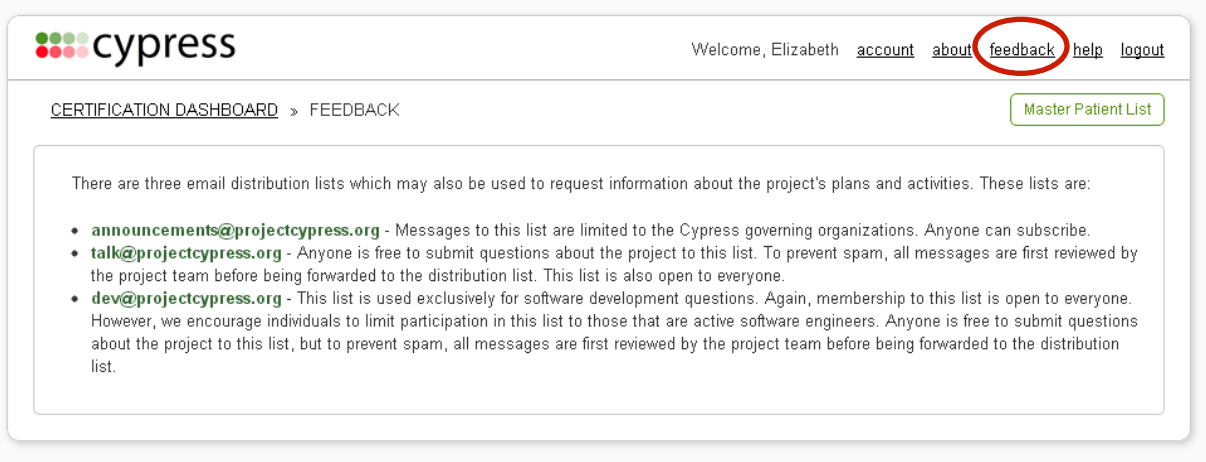 cypress
Welcome, Elizabeth account about feedback help logout
CERTIFICATION DASHBOARD » FEEDBACK
Master Patient List
There are three email distribution lists which may also be used to request information about the project's plans and activities. These lists are:
• announcements@projectcypress.org - Messages to this list are limited to the Cypress governing organizations. Anyone can subscribe.
• talk@projectcypress.org - Anyone is free to submit questions about the project to this list. To prevent spam, all messages are first reviewed by
the project team before being forwarded to the distribution list. This list is also open to everyone.
• dev@projectcypress.org - This list is used exclusively for software development questions. Again, membership to this list is open to everyone.
However, we encourage individuals to limit participation in this list to those that are active software engineers. Anyone is free to submit questions
about the project to this list, but to prevent spam, all messages are first reviewed by the project team before being forwarded to the distribution
list.